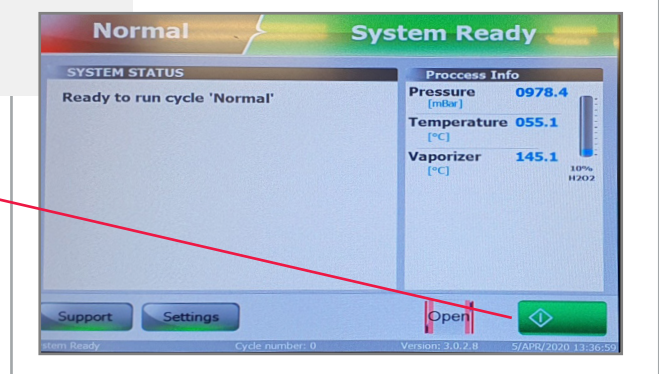 Normal
System Ready
SYSTEM STATUS
Ready to run cycle 'Normal'
Proccess Info
Pressure 0978.4
[mBar]
Temperature 055.1
[°C]
Vaporizer 145.1
[°C]
10%
H2O2
Support
Settings
Open
stem Ready
Cycle number: 0
Version: 3.0.2.8
5/APR/2020 13:36:59